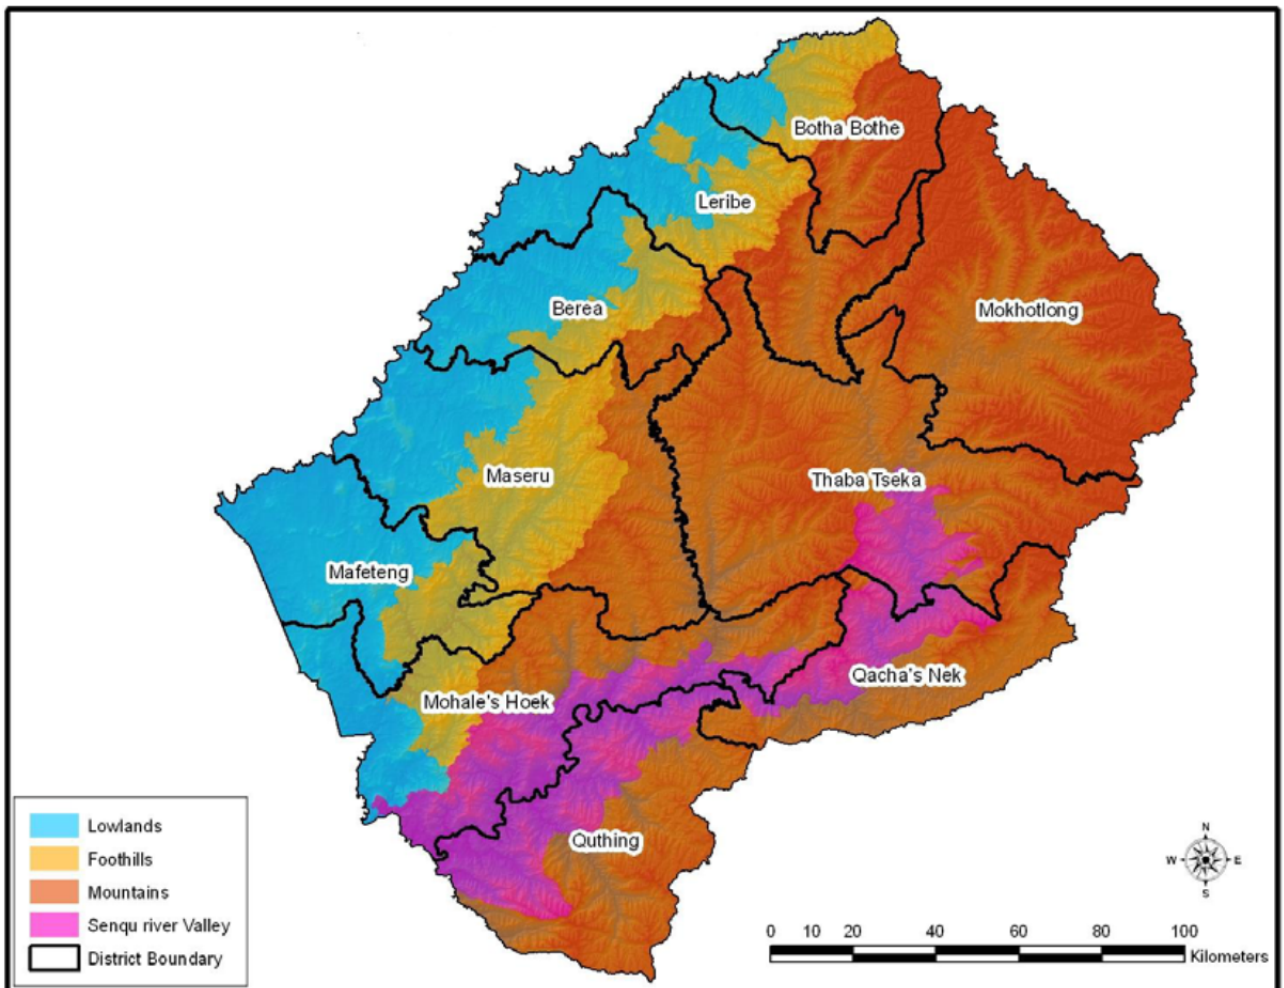 Botha Bothe
Leribe
Mokhotlong
Berea
Maseru
Thaba Tseka
Mafeteng
Qacha's Nek
Mohale's Hoek
Quthing
Lowlands
Foothills
Mountains
Senqu river Valley
District Boundary
N
W E
S
0 10 20 40 60 80 100
Kilometers